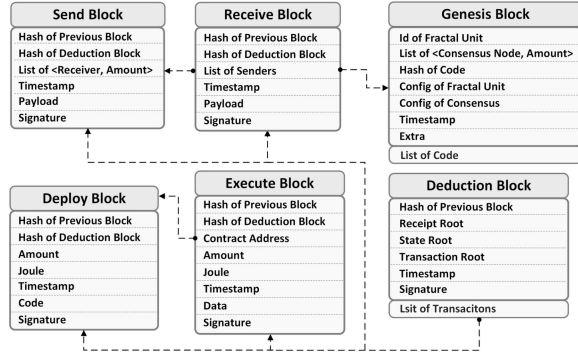 Send Block
Hash of Previous Block
Hash of Deduction Block
List of <Receiver, Amount>
Timestamp
Payload
Signature
Receive Block
Hash of Previous Block
Hash of Deduction Block
List of Senders
Timestamp
Payload
Signature
Genesis Block
Id of Fractal Unit
List of <Consensus Node, Amount>
Hash of Code
Config of Fractal Unit
Config of Consensus
Timestamp
Extra
List of Code
Deploy Block
Hash of Previous Block
Hash of Deduction Block
Amount
Joule
Timestamp
Code
Signature
Execute Block
Hash of Previous Block
Hash of Deduction Block
Contract Address
Amount
Joule
Timestamp
Data
Signature
Deduction Block
Hash of Previous Block
Receipt Root
State Root
Transaction Root
Timestamp
Signature
Lsit of Transacitons